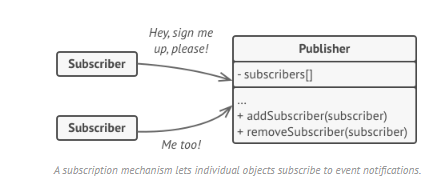 Hey, sign me
up, please!
Subscriber
Publisher
- subscribers[]
...
+ addSubscriber(subscriber)
+ removeSubscriber(subscriber)
Subscriber
Me too!
A subscription mechanism lets individual objects subscribe to event notifications.